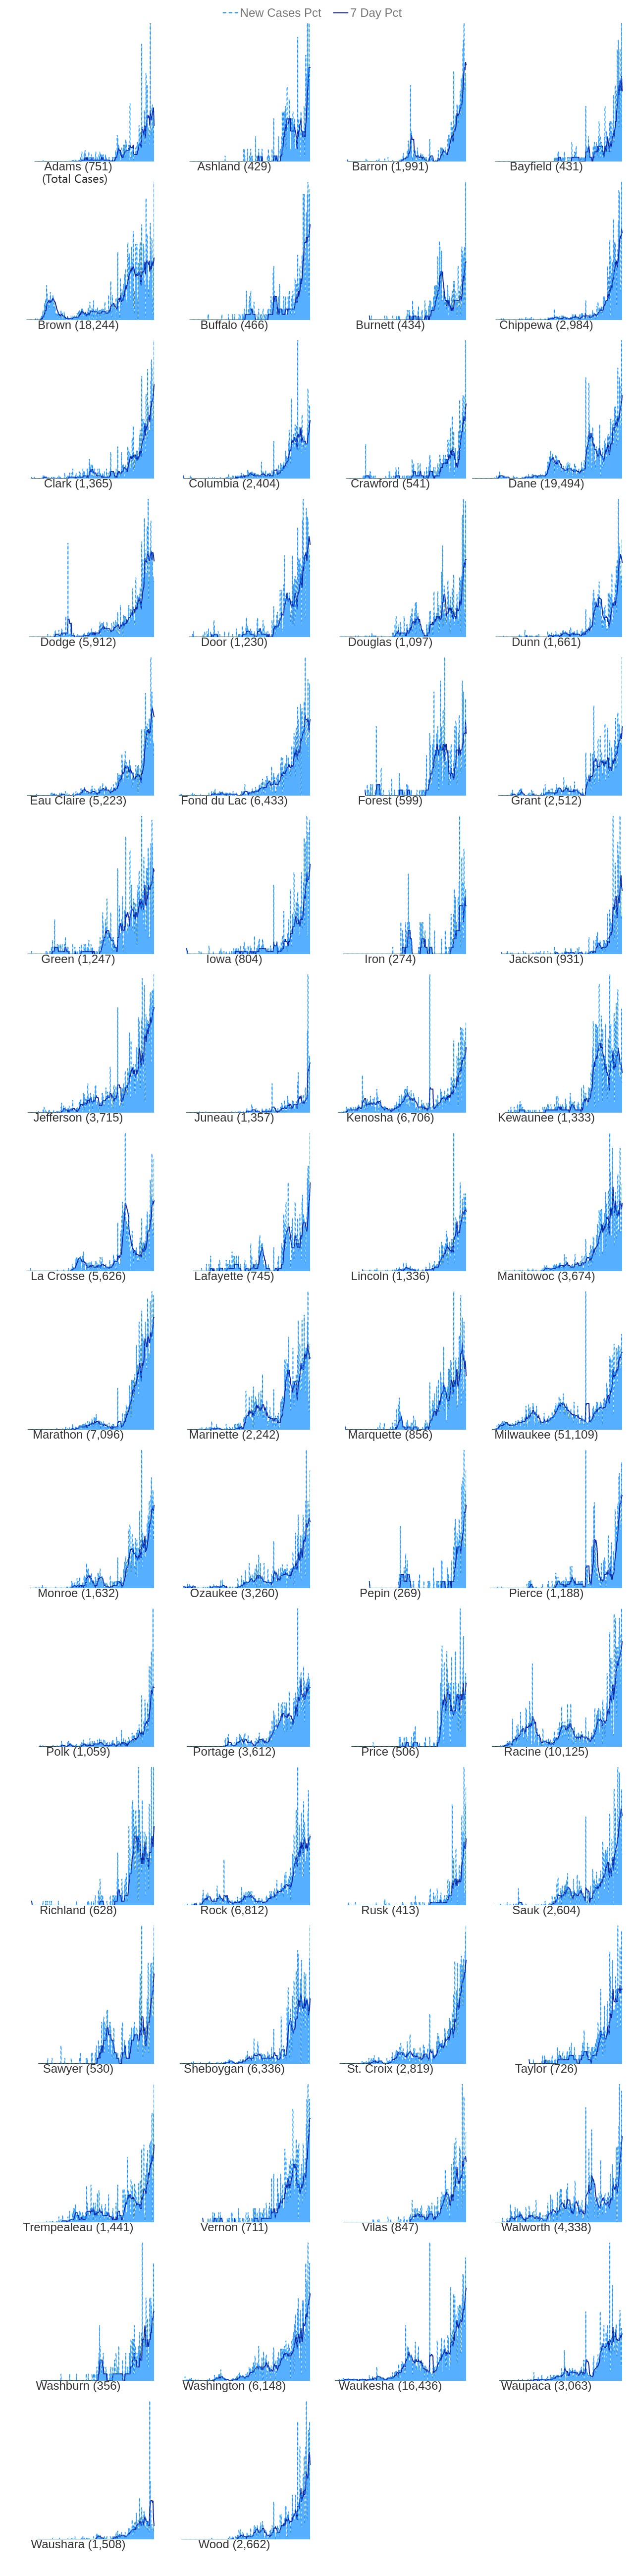 New Cases Pct 7 Day Pct
Adams (751) Ashland (429) Barron (1,991) Bayfield (431)
(Total Cases)
Brown (18,244) Buffalo (466) Burnett (434) Chippewa (2,984)
Clark (1,365) Columbia (2,404) Crawford (541) Dane (19,494)
Dodge (5,912) Door (1,230) Douglas (1,097) Dunn (1,661)
Eau Claire (5,223) Fond du Lac (6,433) Forest (599) Grant (2,512)
Green (1,247) Iowa (804) Iron (274) Jackson (931)
Jefferson (3,715) Juneau (1,357) Kenosha (6,706) Kewaunee (1,333)
La Crosse (5,626) Lafayette (745) Lincoln (1,336) Manitowoc (3,674)
Marathon (7,096) Marinette (2,242) Marquette (856) Milwaukee (51,109)
Monroe (1,632) Ozaukee (3,260) Pepin (269) Pierce (1,188)
Polk (1,059) Portage (3,612) Price (506) Racine (10,125)
Richland (628) Rock (6,812) Rusk (413) Sauk (2,604)
Sawyer (530) Sheboygan (6,336) St. Croix (2,819) Taylor (726)
Trempealeau (1,441) Vernon (711) Vilas (847) Walworth (4,338)
Washburn (356) Washington (6,148) Waukesha (16,436) Waupaca (3,063)
Waushara (1,508) Wood (2,662)